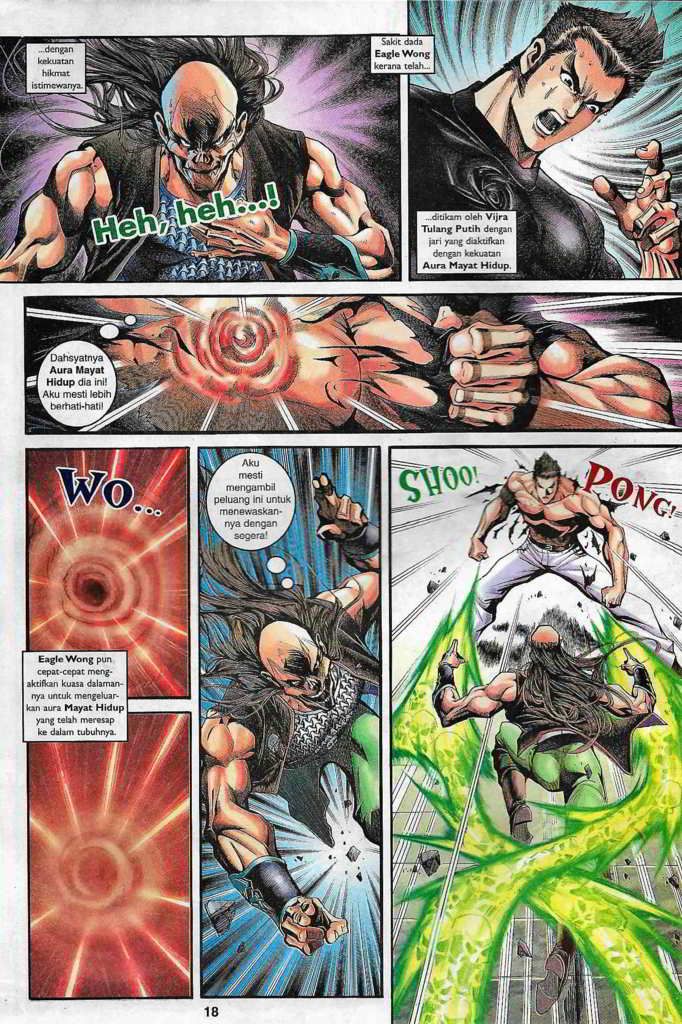 ...dengan
kekuatan
hikmat
istimewanya.
Heh, heh...!
Sakit dada
Eagle Wong
kerana telah...
...ditikam oleh Vijra
Tulang Putih dengan
jari yang diaktifkan
dengan kekuatan
Aura Mayat Hidup.
Dahsyatnya
Aura Mayat
Hidup dia ini!
Aku mesti lebih
berhati-hati!
WO...
Eagle Wong pun
cepat-cepat meng-
aktifkan kuasa dalaman-
nya untuk mengeluar-
kan aura Mayat Hidup
yang telah meresap
ke dalam tubuhnya.
Aku
mesti
mengambil
peluang ini untuk
menewaskan-
nya dengan
segera!
SHOO!
PONG!
18